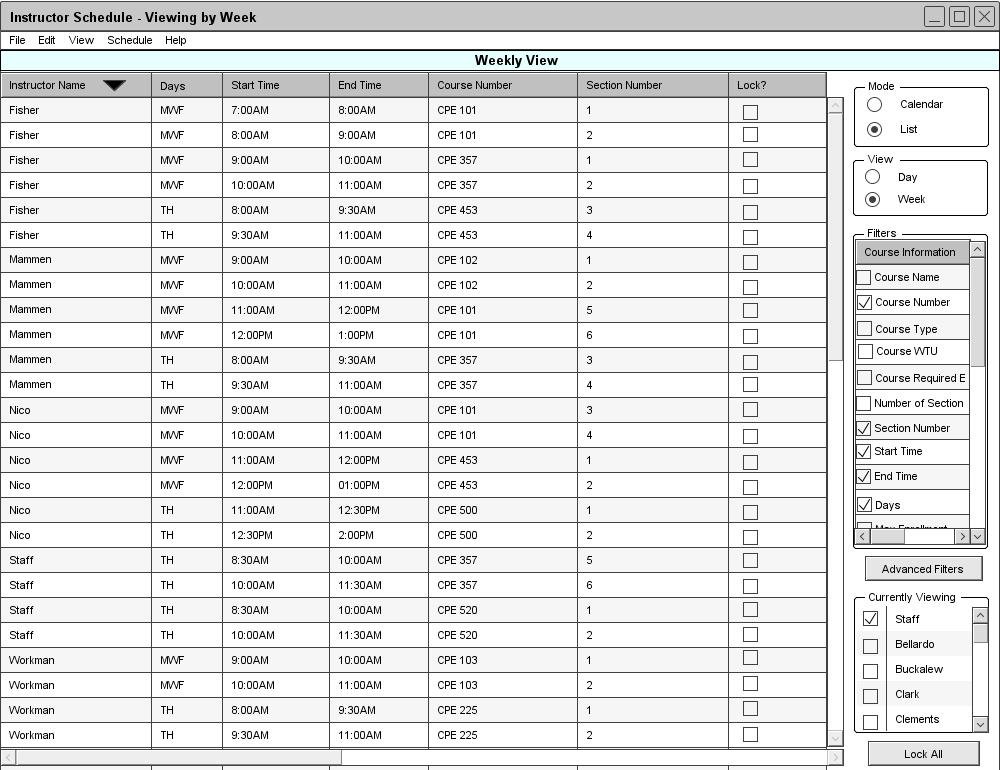 Instructor Schedule - Viewing by Week
File Edit View Schedule Help
Weekly View
Instructor Name Days Start Time End Time Course Number Section Number Lock?
Fisher MWF 7:00AM 8:00AM CPE 101 1
Fisher MWF 8:00AM 9:00AM CPE 101 2
Fisher MWF 9:00AM 10:00AM CPE 357 1
Fisher MWF 10:00AM 11:00AM CPE 357 2
Fisher TH 8:00AM 9:30AM CPE 453 3
Fisher TH 9:30AM 11:00AM CPE 453 4
Mammen MWF 9:00AM 10:00AM CPE 102 1
Mammen MWF 10:00AM 11:00AM CPE 102 2
Mammen MWF 11:00AM 12:00PM CPE 101 5
Mammen MWF 12:00PM 1:00PM CPE 101 6
Mammen TH 8:00AM 9:30AM CPE 357 3
Mammen TH 9:30AM 11:00AM CPE 357 4
Nico MWF 9:00AM 10:00AM CPE 101 3
Nico MWF 10:00AM 11:00AM CPE 101 4
Nico MWF 11:00AM 12:00PM CPE 453 1
Nico MWF 12:00PM 01:00PM CPE 453 2
Nico TH 11:00AM 12:30PM CPE 500 1
Nico TH 12:30PM 2:00PM CPE 500 2
Staff TH 8:30AM 10:00AM CPE 357 5
Staff TH 10:00AM 11:30AM CPE 357 6
Staff TH 8:30AM 10:00AM CPE 520 1
Staff TH 10:00AM 11:30AM CPE 520 2
Workman MWF 9:00AM 10:00AM CPE 103 1
Workman MWF 10:00AM 11:00AM CPE 103 2
Workman TH 8:00AM 9:30AM CPE 225 1
Workman TH 9:30AM 11:00AM CPE 225 2
Mode
Calendar
List
View
Day
Week
Filters
Course Information
Course Name
Course Number
Course Type
Course WTU
Course Required E
Number of Section
Section Number
Start Time
End Time
Days
Max Enrollment
Advanced Filters
Currently Viewing
Staff
Bellardo
Buckalew
Clark
Clements
Lock All